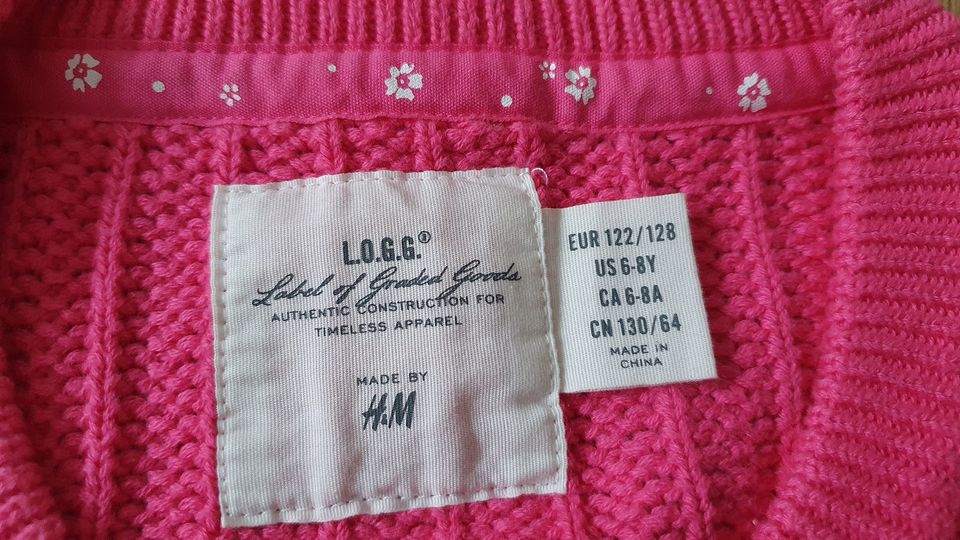 L.O.G.G.®
Label of Graded Goods
AUTHENTIC CONSTRUCTION FOR
TIMELESS APPAREL
MADE BY
H&M
EUR 122/128
US 6-8Y
CA 6-8A
CN 130/64
MADE IN
CHINA